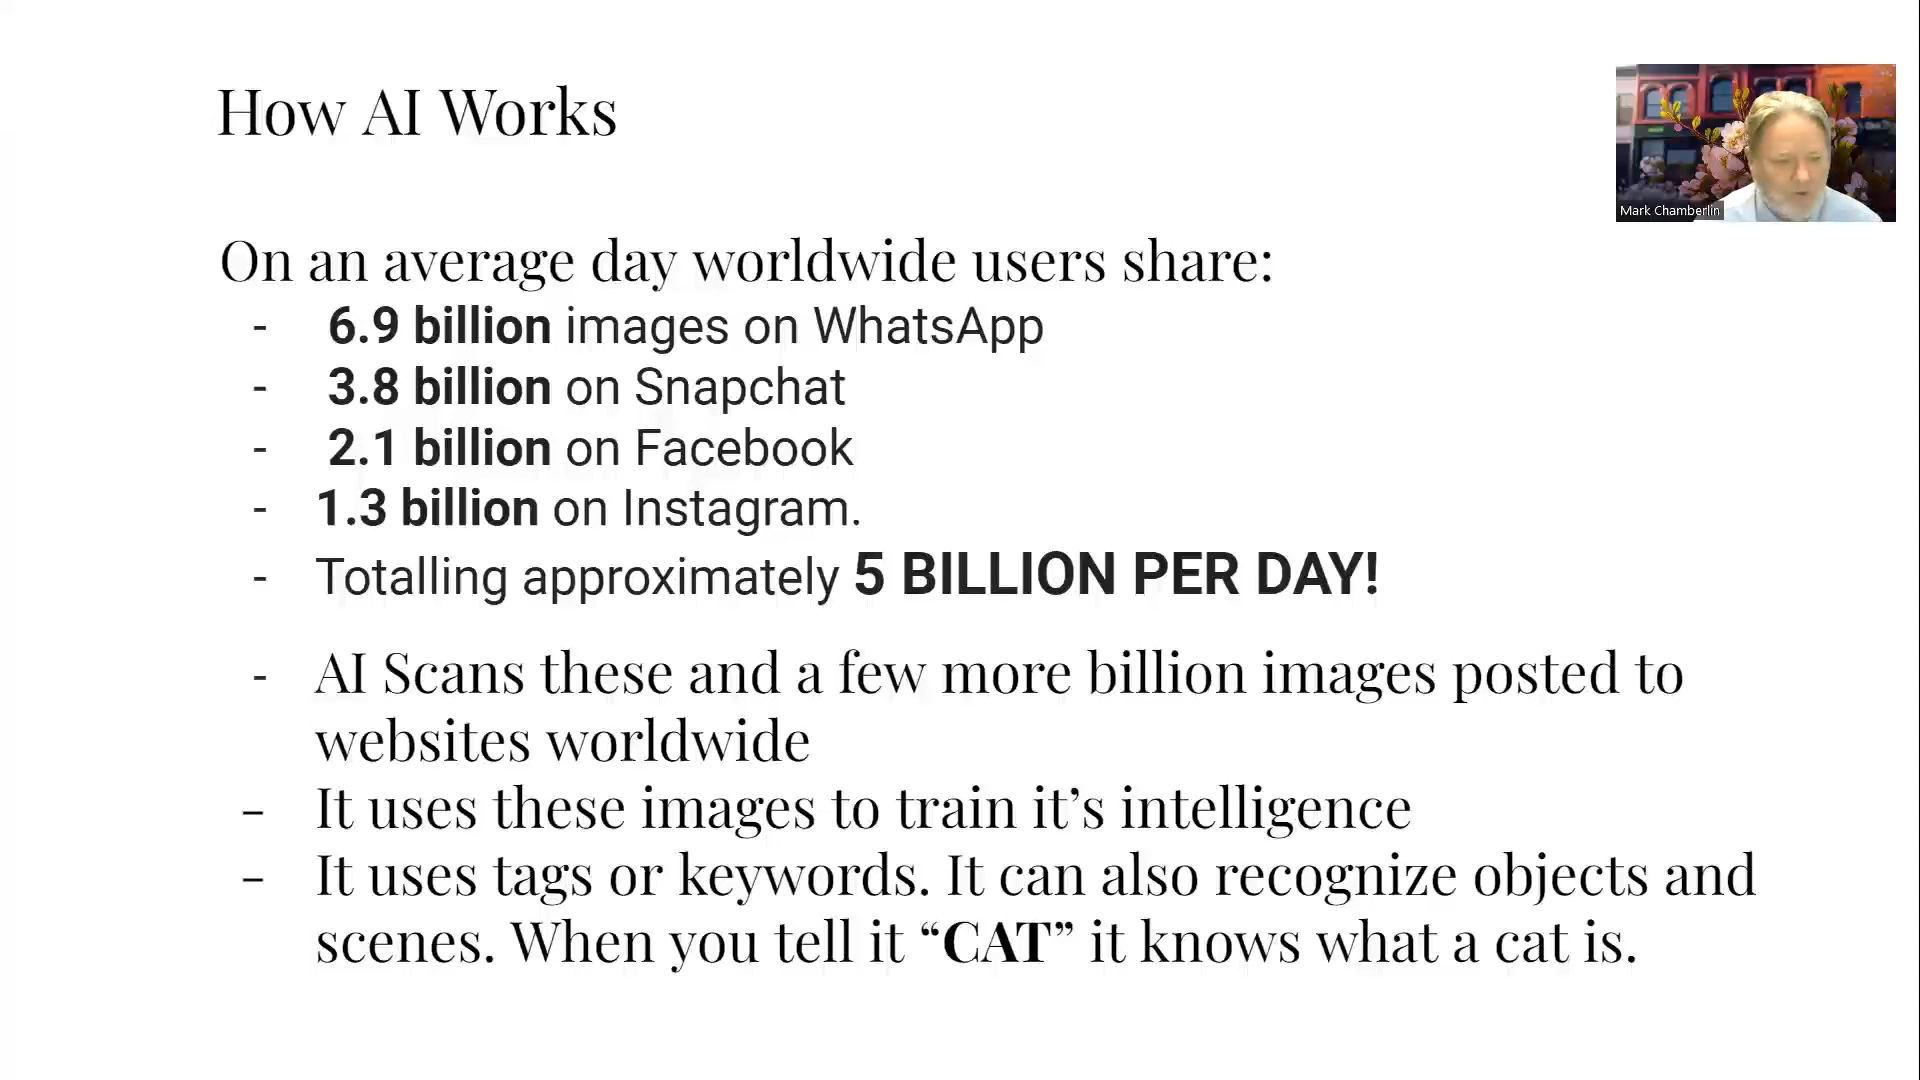 How AI Works
Mark Chamberlin
On an average day worldwide users share:
- 6.9 billion images on WhatsApp
- 3.8 billion on Snapchat
- 2.1 billion on Facebook
- 1.3 billion on Instagram.
- Totalling approximately 5 BILLION PER DAY!
- AI Scans these and a few more billion images posted to
websites worldwide
- It uses these images to train it’s intelligence
- It uses tags or keywords. It can also recognize objects and
scenes. When you tell it “CAT” it knows what a cat is.